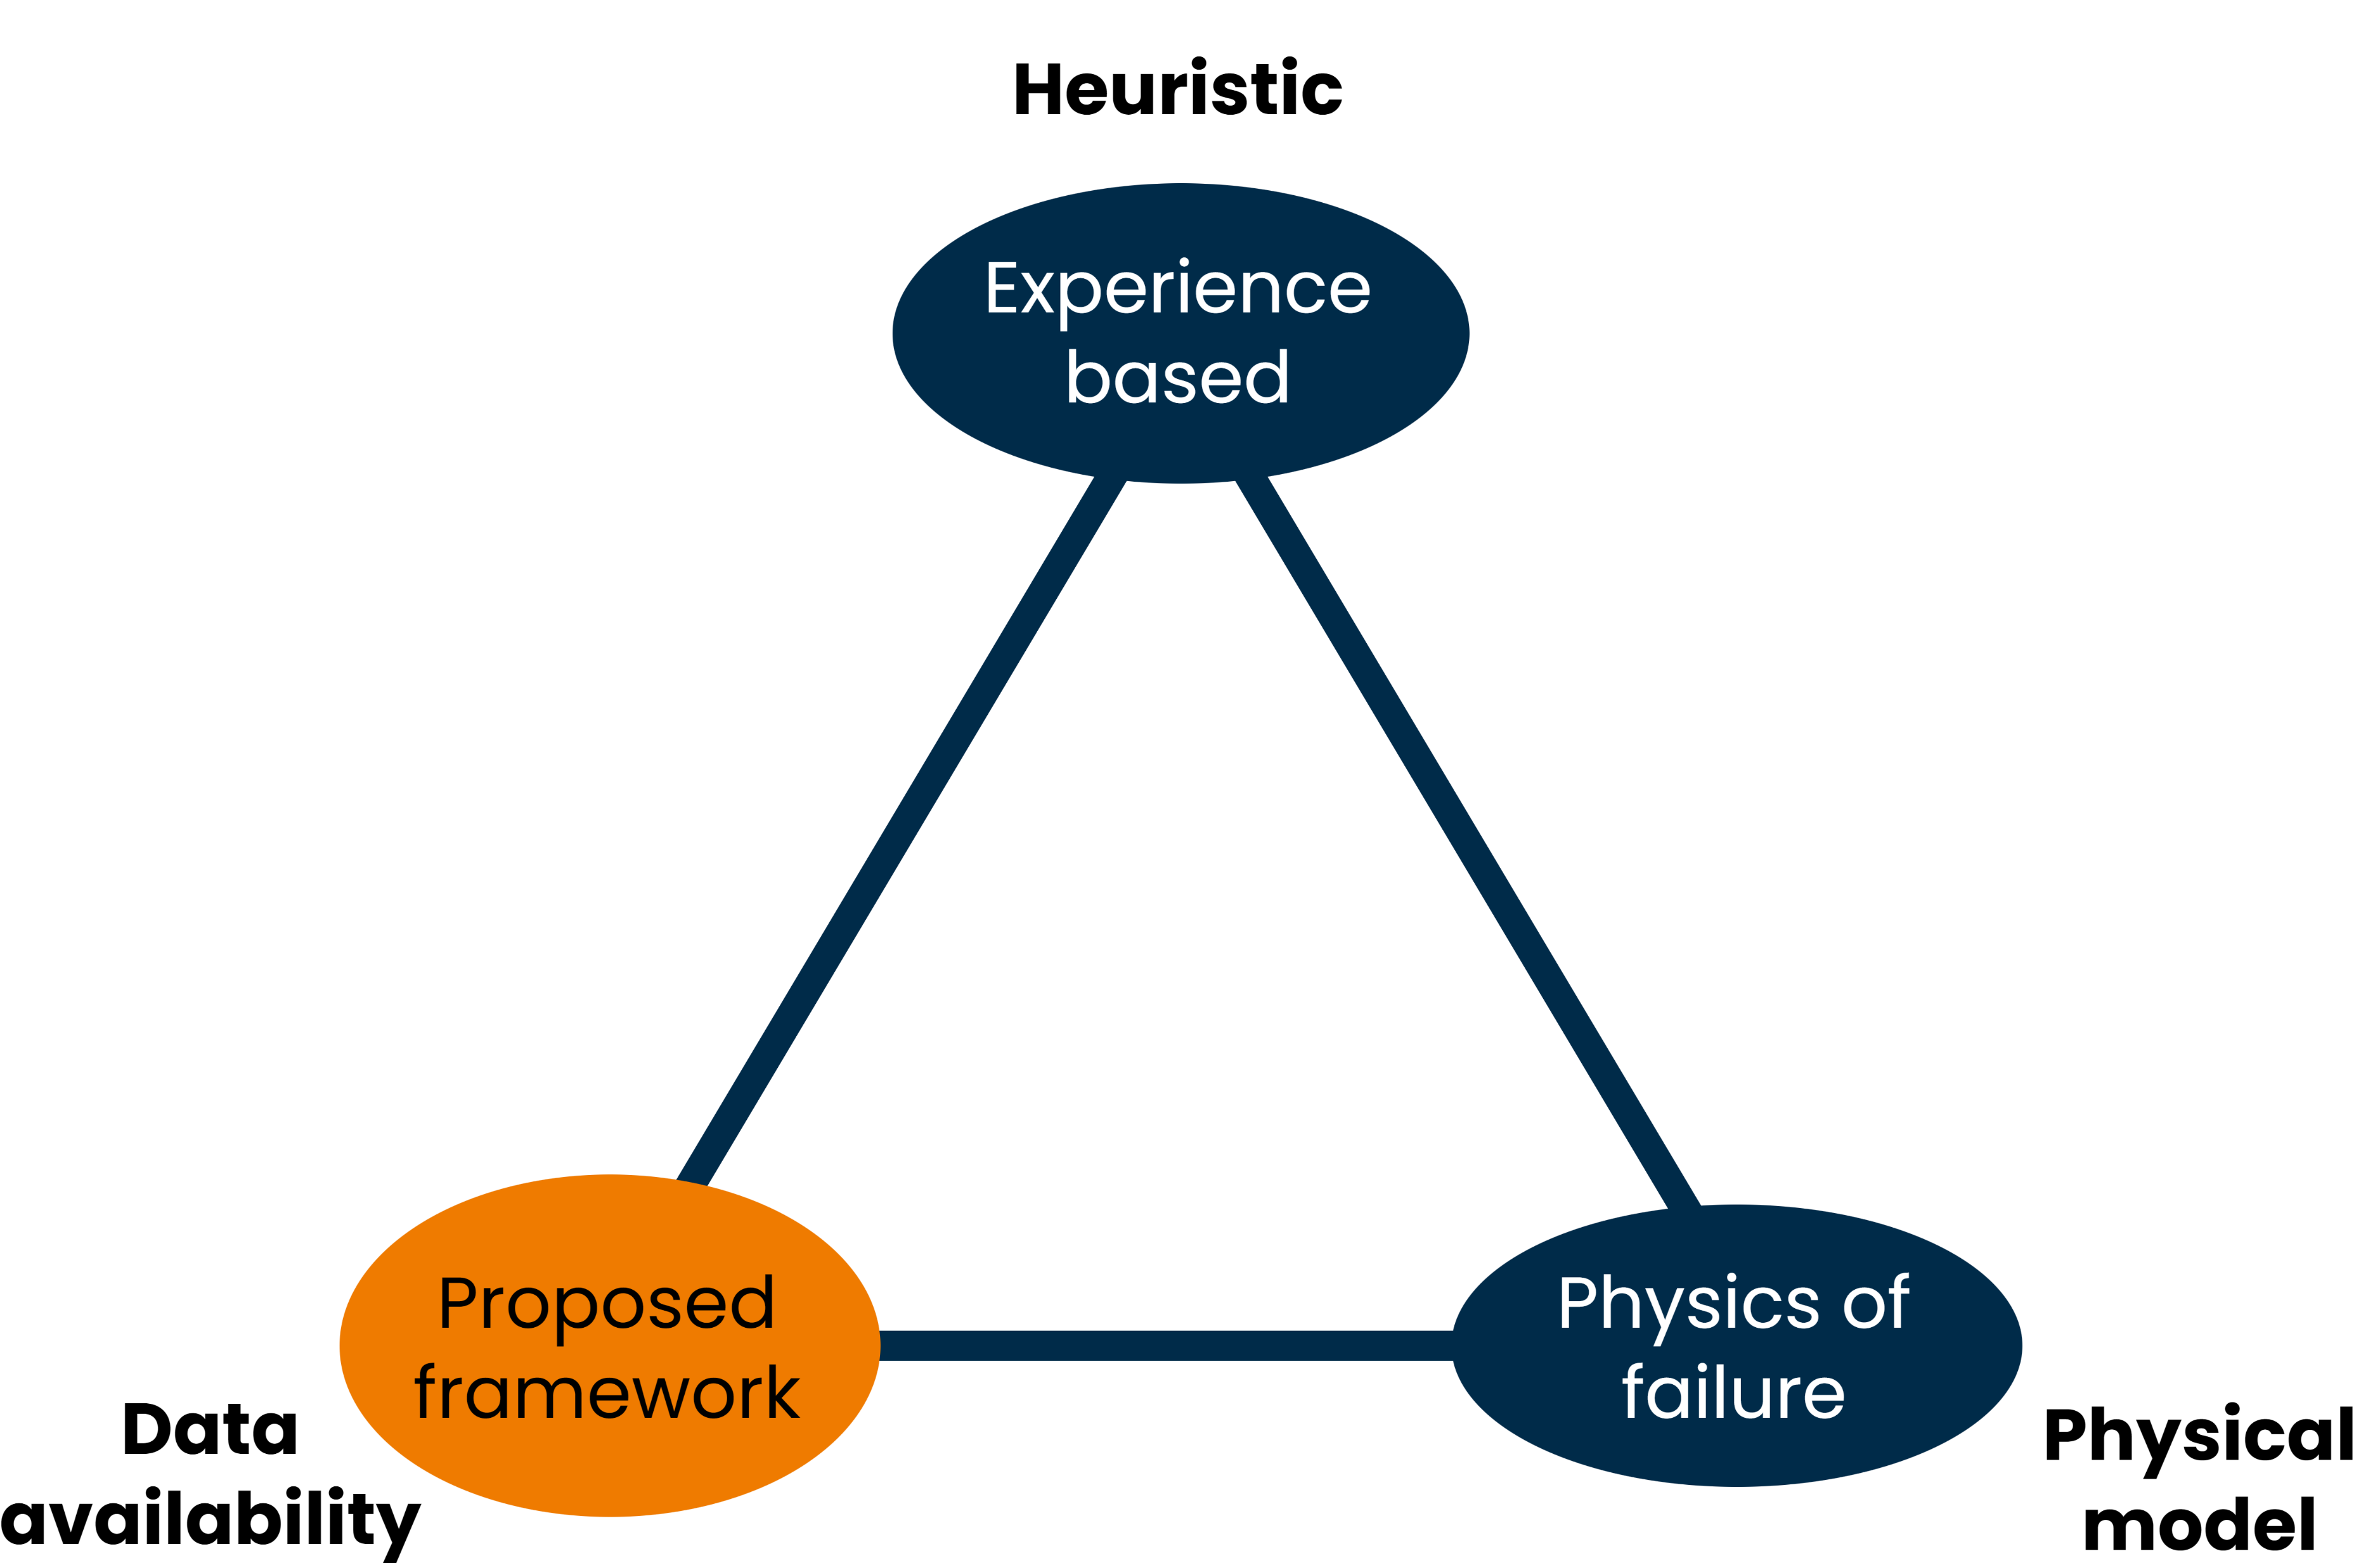 Heuristic
Experience
based
Proposed
framework
Data
availability
Physics of
failure
Physical
model